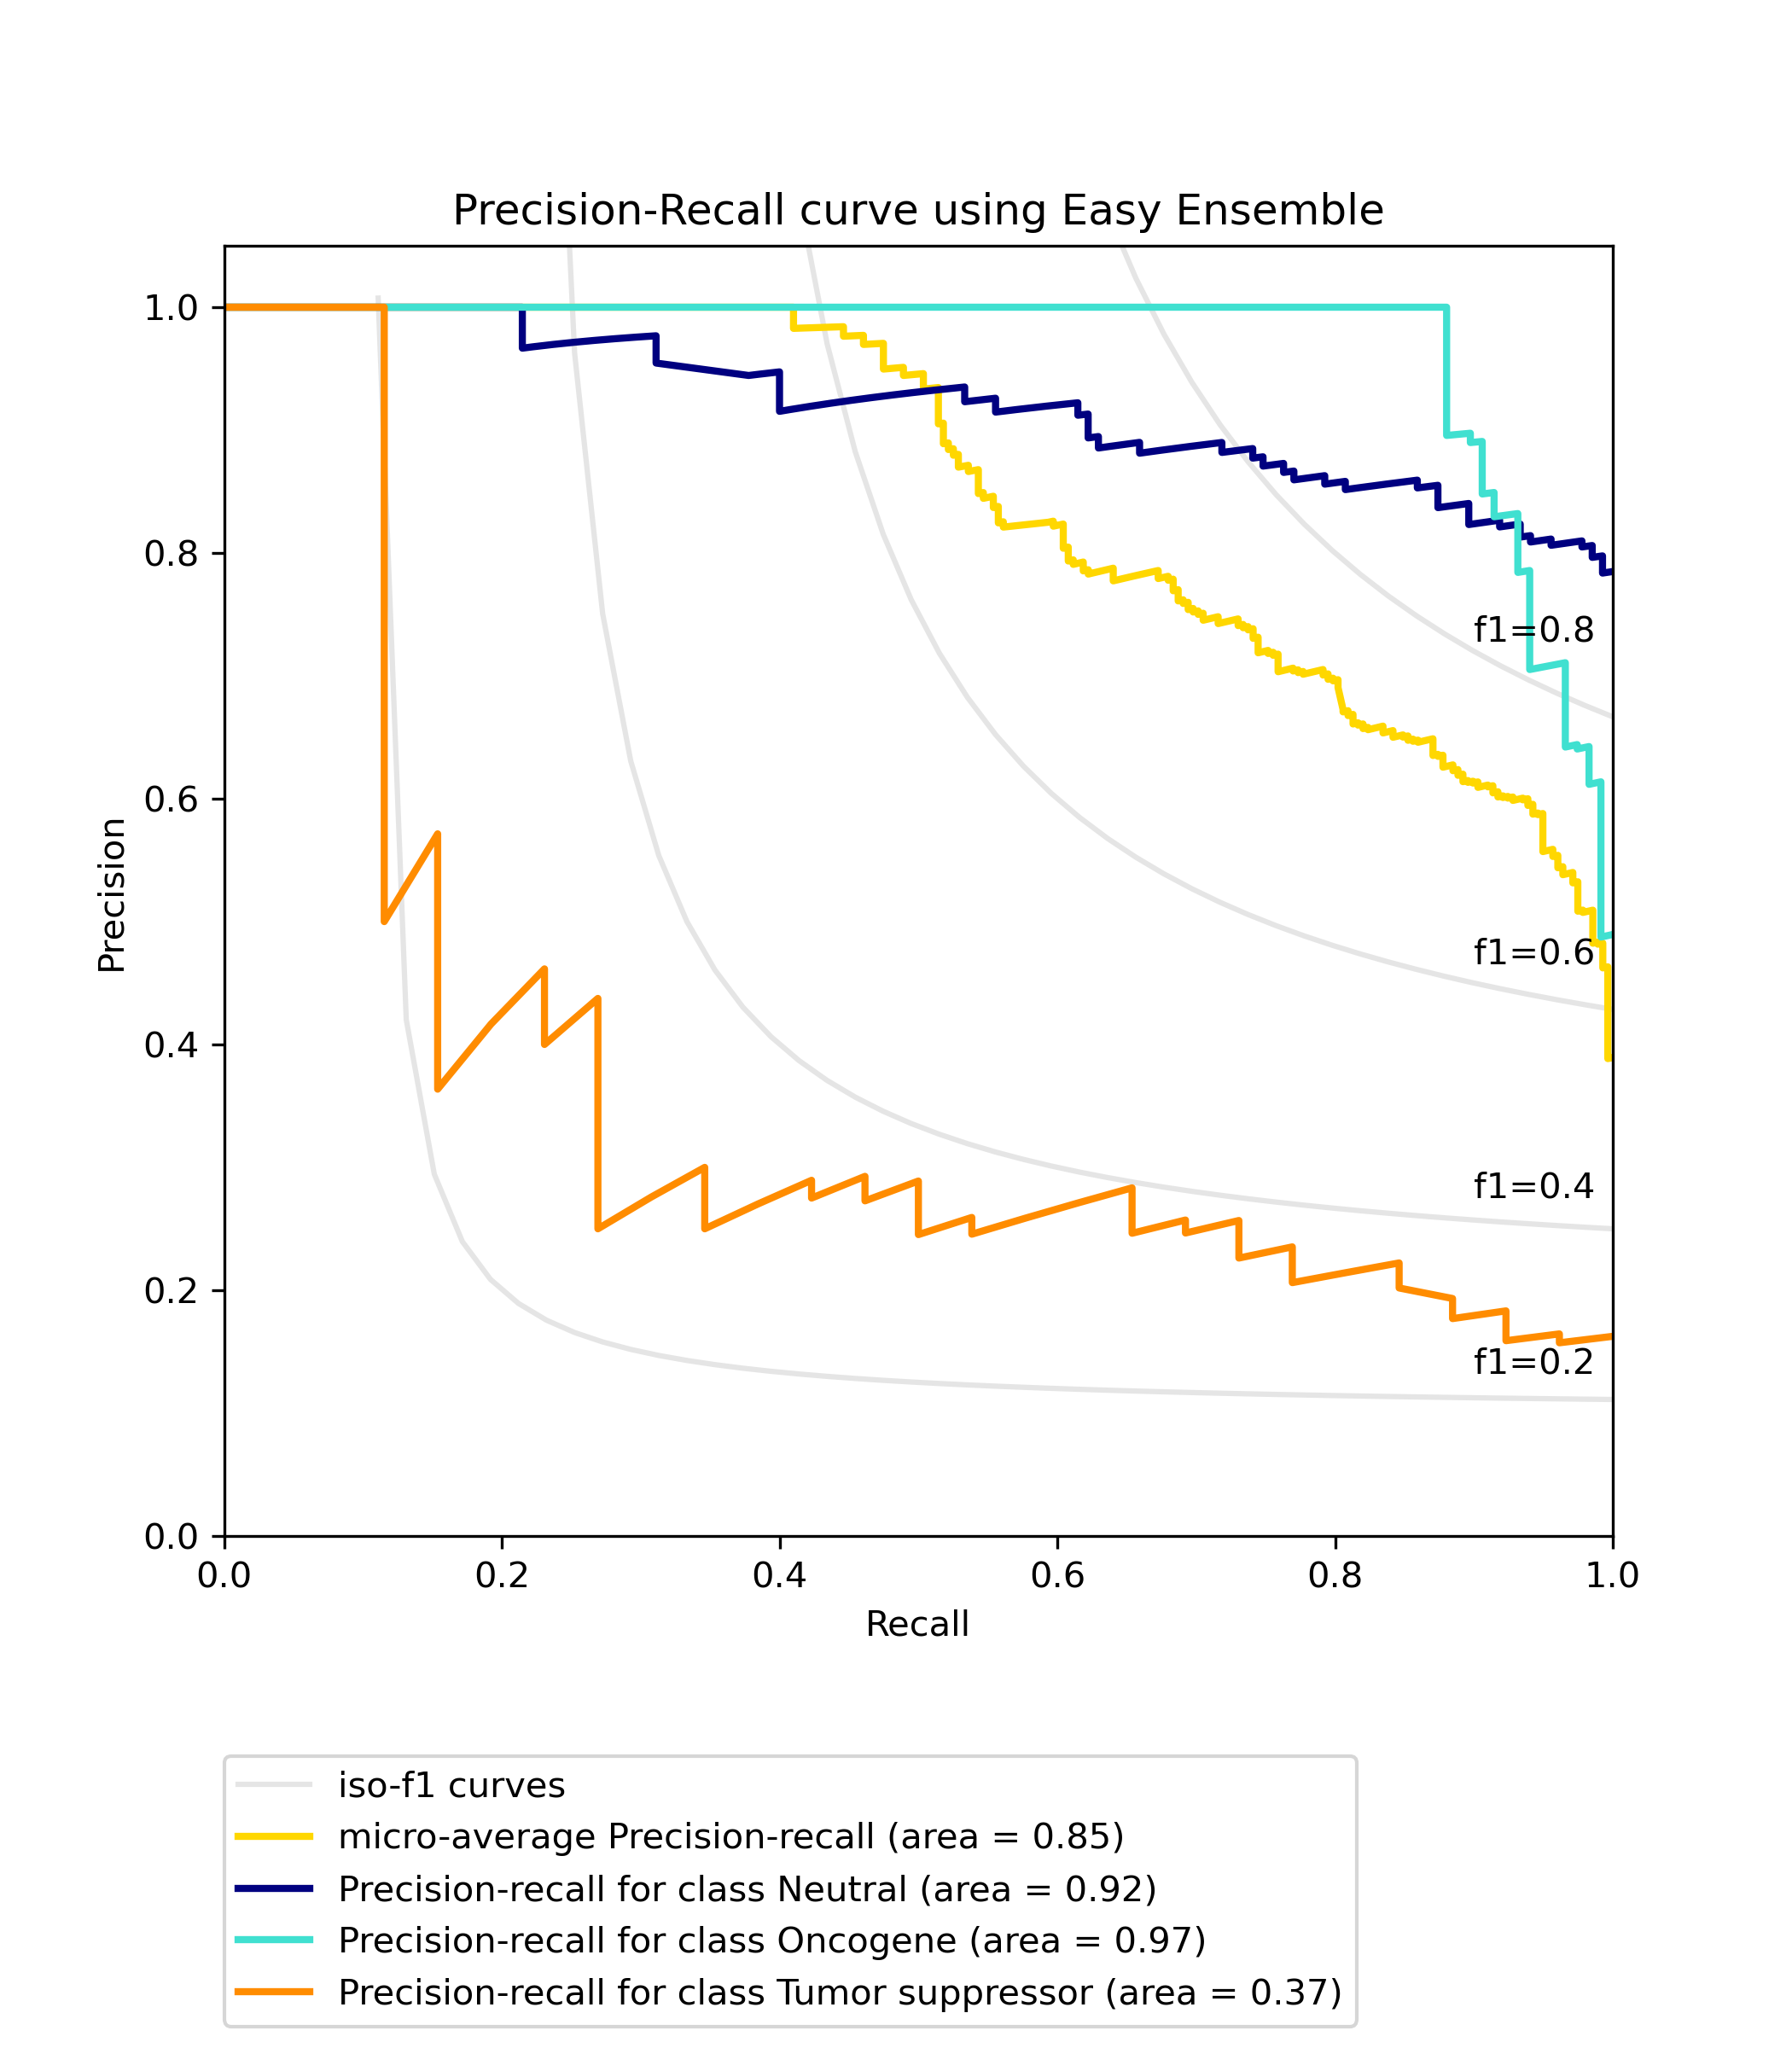 Precision-Recall curve using Easy Ensemble
1.0
0.8
f1=0.8
0.6
Precision
f1=0.6
0.4
f1=0.4
0.2
f1=0.2
0.0
0.0 0.2 0.4 0.6 0.8 1.0
Recall
iso-f1 curves
micro-average Precision-recall (area = 0.85)
Precision-recall for class Neutral (area = 0.92)
Precision-recall for class Oncogene (area = 0.97)
Precision-recall for class Tumor suppressor (area = 0.37)